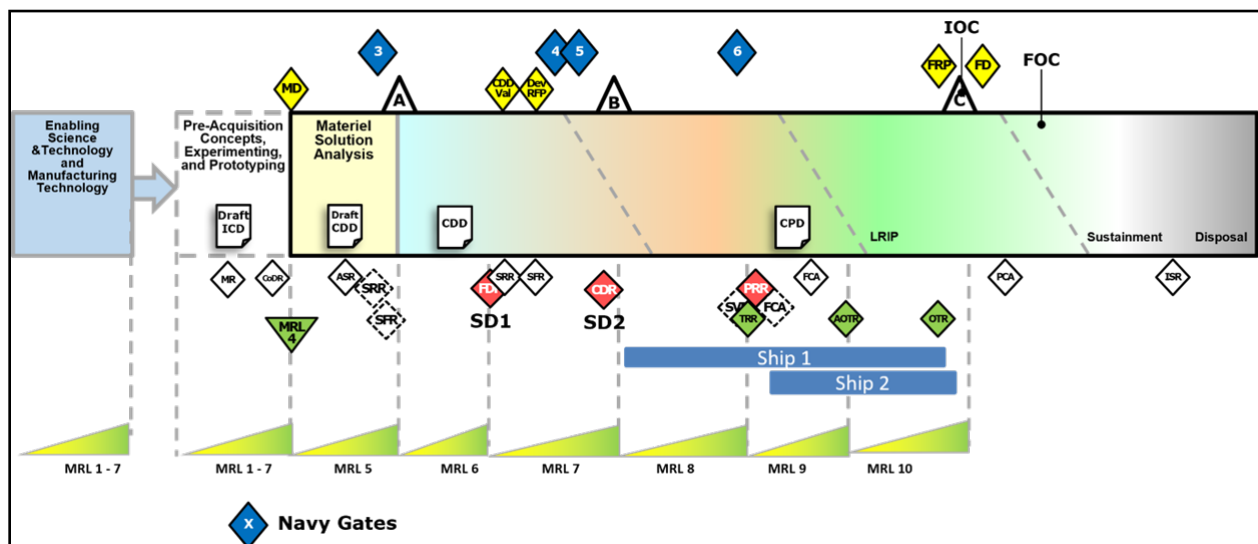 IOC
3
4
5
6
FRP
FD
FOC
MD
CDD
Val
Dev
RFP
A
B
C
Enabling
Science
&Technology
and
Manufacturing
Technology
Pre-Acquisition
Concepts,
Experimenting,
and Prototyping
Materiel
Solution
Analysis
Draft
ICD
Draft
CDD
CDD
CPD
LRIP
Sustainment
Disposal
MR
CoDR
ASR
SRR
SFR
SRR
SFR
CDR
PRR
FCA
FCA
TRR
AOTR
OTR
PCA
ISR
MRL
4
SD1
SD2
Ship 1
Ship 2
MRL 1 - 7
MRL 1 - 7
MRL 5
MRL 6
MRL 7
MRL 8
MRL 9
MRL 10
X
Navy Gates